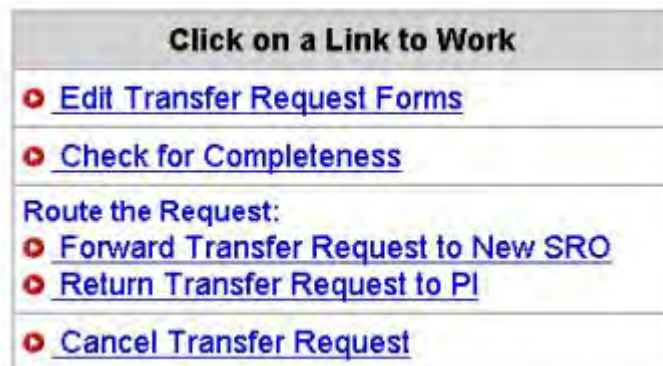 Click on a Link to Work
Edit Transfer Request Forms
Check for Completeness
Route the Request:
Forward Transfer Request to New SRO
Return Transfer Request to PI
Cancel Transfer Request